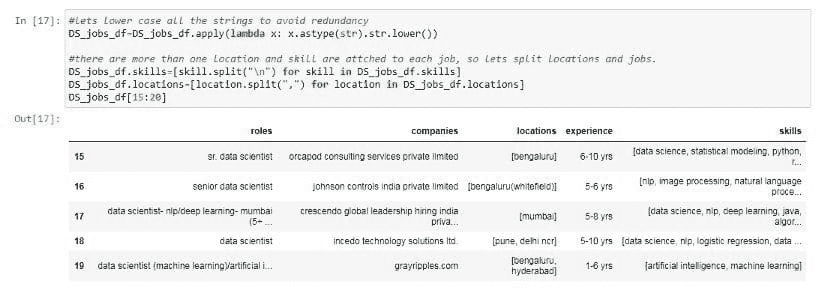 In [17]: #lets lower case all the strings to avoid redundancy
DS_jobs_df=DS_jobs_df.apply(lambda x: x.astype(str).str.lower())
#there are more than one location and skill are attched to each job, so lets split locations and jobs.
DS_jobs_df.skills=[skill.split("\n") for skill in DS_jobs_df.skills]
DS_jobs_df.locations=[location.split(",") for location in DS_jobs_df.locations]
DS_jobs_df[15:20]
Out[17]:
roles companies locations experience skills
15 sr. data scientist orcapod consulting services private limited [bengaluru] 6-10 yrs [data science, statistical modeling, python,
r...
16 senior data scientist johnson controls india private limited [bengaluru(whitefield)] 5-6 yrs [nlp, image processing, natural language
proce...
17 data scientist- nlp/deep learning- mumbai crescendo global leadership hiring india [mumbai] 5-8 yrs [data science, nlp, deep learning, java,
(5+ ... priva... algor...
18 data scientist incedo technology solutions ltd. [pune, delhi ncr] 5-10 yrs [data science, nlp, logistic regression, data ...
19 data scientist (machine learning)/artificial i... grayripples.com [bengaluru, 1-6 yrs [artificial intelligence, machine learning]
hyderabad]